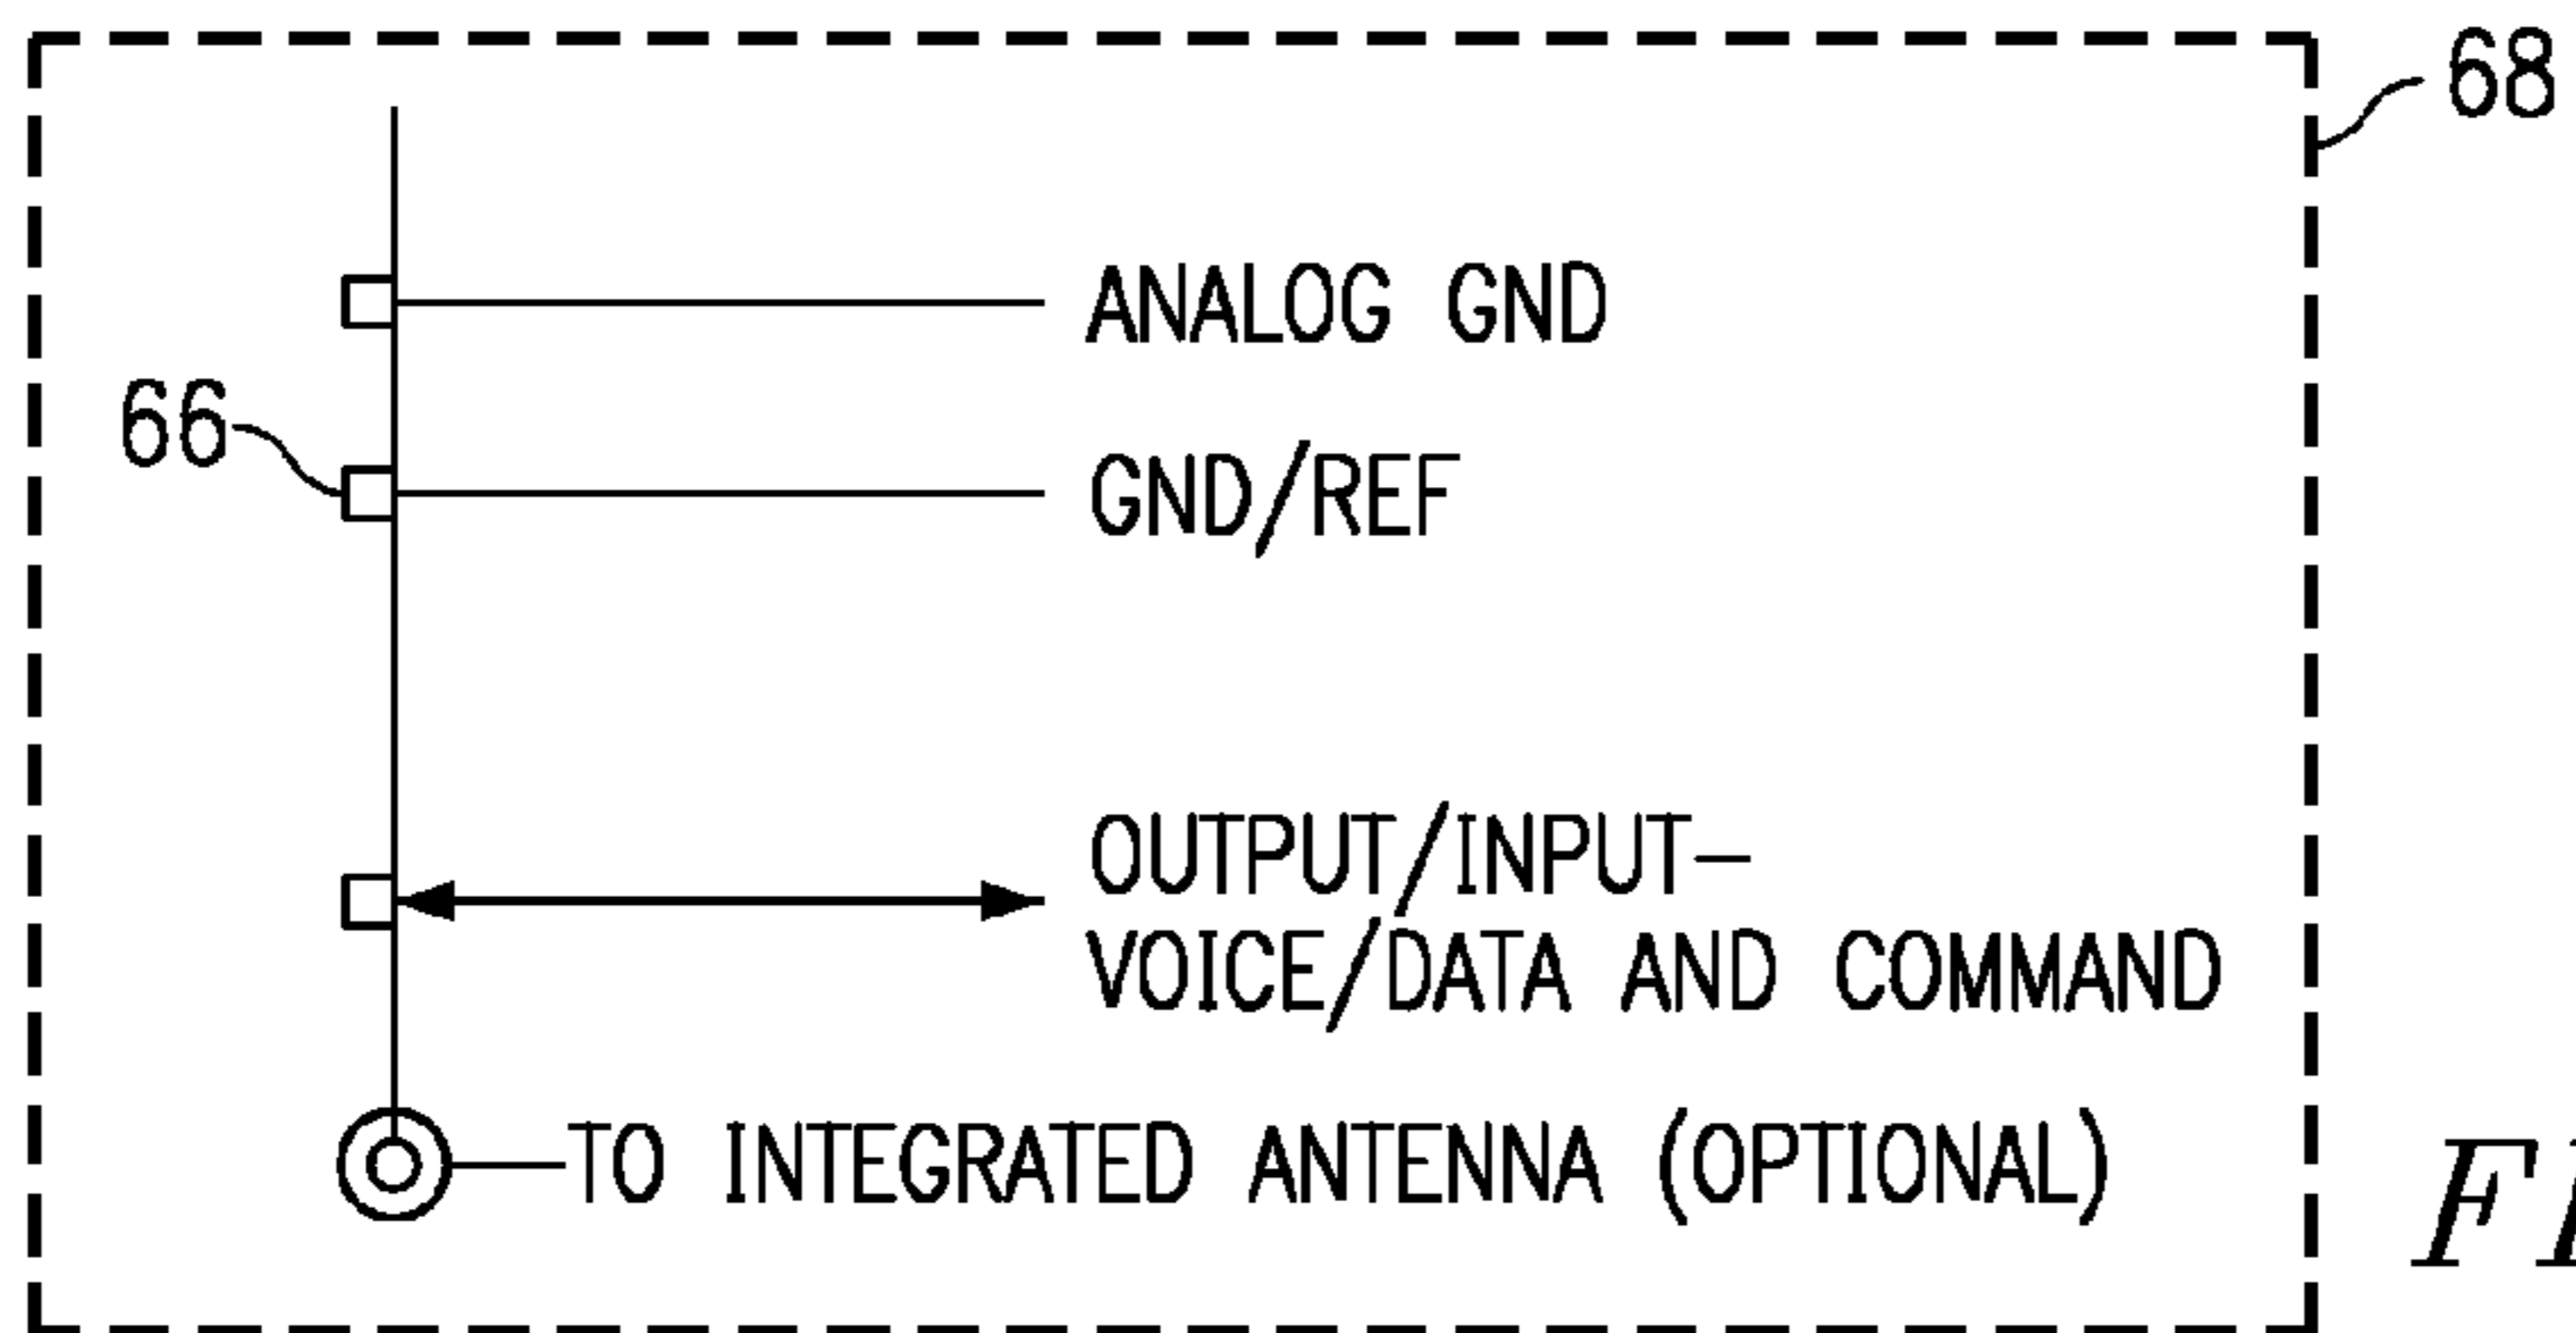 68
ANALOG GND
66
GND/REF
OUTPUT/INPUT–
VOICE/DATA AND COMMAND
TO INTEGRATED ANTENNA (OPTIONAL)